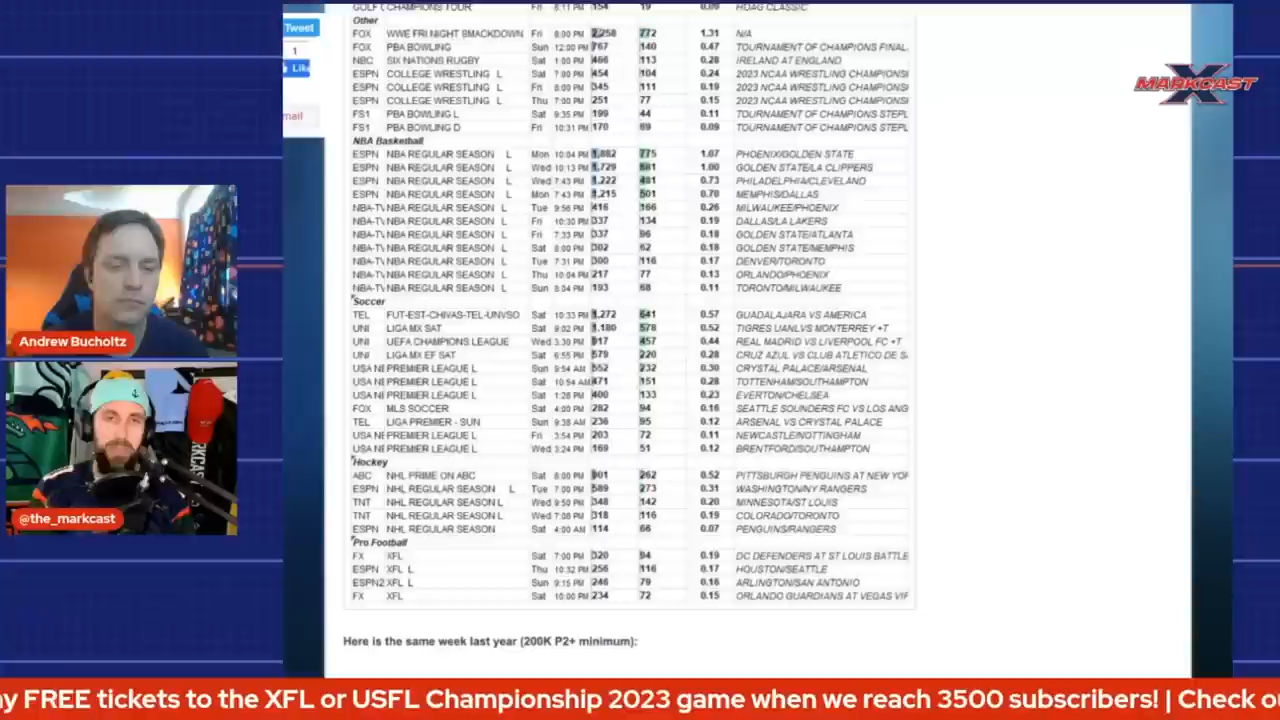 GOLF CHAMPIONS TOUR Fri 8:11 PM 154 19 0.09 HOAG CLASSIC
Other
FOX WWE FRI NIGHT SMACKDOWN Fri 8:00 PM 2,258 772 1.31 N/A
FOX PBA BOWLING Sun 12:00 PM 767 140 0.47 TOURNAMENT OF CHAMPIONS FINAL
NBC SIX NATIONS RUGBY Sat 1:00 PM 466 113 0.28 IRELAND AT ENGLAND
ESPN COLLEGE WRESTLING L Sat 7:00 PM 454 104 0.24 2023 NCAA WRESTLING CHAMPIONSI
ESPN COLLEGE WRESTLING L Fri 8:00 PM 345 111 0.19 2023 NCAA WRESTLING CHAMPIONSI
ESPN COLLEGE WRESTLING L Thu 7:00 PM 251 77 0.15 2023 NCAA WRESTLING CHAMPIONSI
FS1 PBA BOWLING L Sat 9:35 PM 199 44 0.11 TOURNAMENT OF CHAMPIONS STEPL
FS1 PBA BOWLING D Fri 10:31 PM 170 69 0.09 TOURNAMENT OF CHAMPIONS STEPL
NBA Basketball
ESPN NBA REGULAR SEASON L Mon 10:04 PM 1,882 775 1.07 PHOENIX/GOLDEN STATE
ESPN NBA REGULAR SEASON L Wed 10:13 PM 1,729 681 1.00 GOLDEN STATE/LA CLIPPERS
ESPN NBA REGULAR SEASON L Wed 7:43 PM 1,222 481 0.73 PHILADELPHIA/CLEVELAND
ESPN NBA REGULAR SEASON L Mon 7:43 PM 1,215 501 0.70 MEMPHIS/DALLAS
NBA-TV NBA REGULAR SEASON L Tue 9:56 PM 416 166 0.26 MILWAUKEE/PHOENIX
NBA-TV NBA REGULAR SEASON L Fri 10:30 PM 337 134 0.19 DALLAS/LA LAKERS
NBA-TV NBA REGULAR SEASON L Fri 7:33 PM 337 96 0.18 GOLDEN STATE/ATLANTA
NBA-TV NBA REGULAR SEASON L Sat 8:00 PM 302 62 0.18 GOLDEN STATE/MEMPHIS
NBA-TV NBA REGULAR SEASON L Tue 7:31 PM 300 116 0.17 DENVER/TORONTO
NBA-TV NBA REGULAR SEASON L Thu 10:04 PM 217 77 0.13 ORLANDO/PHOENIX
NBA-TV NBA REGULAR SEASON L Sun 8:04 PM 193 68 0.11 TORONTO/MILWAUKEE
Soccer
TEL FUT-EST-CHIVAS-TEL-UNVSO Sat 10:33 PM 1,272 641 0.57 GUADALAJARA VS AMERICA
UNI LIGA MX SAT Sat 9:02 PM 1,180 578 0.52 TIGRES UANL VS MONTERREY +T
UNI UEFA CHAMPIONS LEAGUE Wed 3:30 PM 917 457 0.44 REAL MADRID VS LIVERPOOL FC +T
UNI LIGA MX EF SAT Sat 6:55 PM 579 220 0.28 CRUZ AZUL VS CLUB ATLETICO DE S
USA NE PREMIER LEAGUE L Sun 9:54 AM 552 232 0.30 CRYSTAL PALACE/ARSENAL
USA NE PREMIER LEAGUE L Sat 10:54 AM 471 151 0.28 TOTTENHAM/SOUTHAMPTON
USA NE PREMIER LEAGUE L Sat 1:28 PM 400 133 0.23 EVERTON/CHELSEA
FOX MLS SOCCER Sat 4:00 PM 282 94 0.16 SEATTLE SOUNDERS FC VS LOS ANG
TEL LIGA PREMIER - SUN Sun 9:38 AM 236 95 0.12 ARSENAL VS CRYSTAL PALACE
USA NE PREMIER LEAGUE L Fri 3:54 PM 203 72 0.11 NEWCASTLE/NOTTINGHAM
USA NE PREMIER LEAGUE L Wed 3:24 PM 169 51 0.12 BRENTFORD/SOUTHAMPTON
Hockey
ABC NHL PRIME ON ABC Sat 8:00 PM 901 262 0.52 PITTSBURGH PENGUINS AT NEW YOR
ESPN NHL REGULAR SEASON L Tue 7:00 PM 589 273 0.31 WASHINGTON/NY RANGERS
TNT NHL REGULAR SEASON L Wed 9:50 PM 348 142 0.20 MINNESOTA/ST LOUIS
TNT NHL REGULAR SEASON L Wed 7:08 PM 318 116 0.19 COLORADO/TORONTO
ESPN NHL REGULAR SEASON Sat 4:00 AM 114 66 0.07 PENGUINS/RANGERS
Pro Football
FX XFL Sat 7:00 PM 320 94 0.19 DC DEFENDERS AT ST LOUIS BATTLE
ESPN XFL L Thu 10:32 PM 256 116 0.17 HOUSTON/SEATTLE
ESPN2 XFL L Sun 9:15 PM 246 79 0.16 ARLINGTON/SAN ANTONIO
FX XFL Sat 10:00 PM 234 72 0.15 ORLANDO GUARDIANS AT VEGAS VIP
Here is the same week last year (200K P2+ minimum):
Tweet
1
Like
mail
MARKCAST
X
Andrew Bucholtz
MARKCAST
@the_markcast
ny FREE tickets to the XFL or USFL Championship 2023 game when we reach 3500 subscribers! | Check o